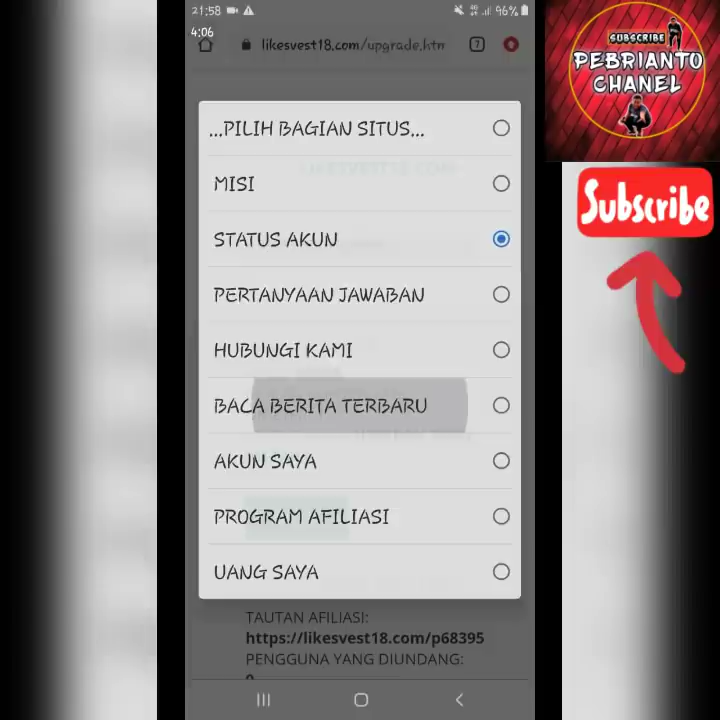 21:58
96%
4:06
likesvest18.com/upgrade.htm
7
...PILIH BAGIAN SITUS...
MISI
STATUS AKUN
PERTANYAAN JAWABAN
HUBUNGI KAMI
BACA BERITA TERBARU
AKUN SAYA
PROGRAM AFILIASI
UANG SAYA
TAUTAN AFILIASI:
https://likesvest18.com/p68395
PENGGUNA YANG DIUNDANG:
SUBSCRIBE
PEBRIANTO
CHANEL
Subscribe